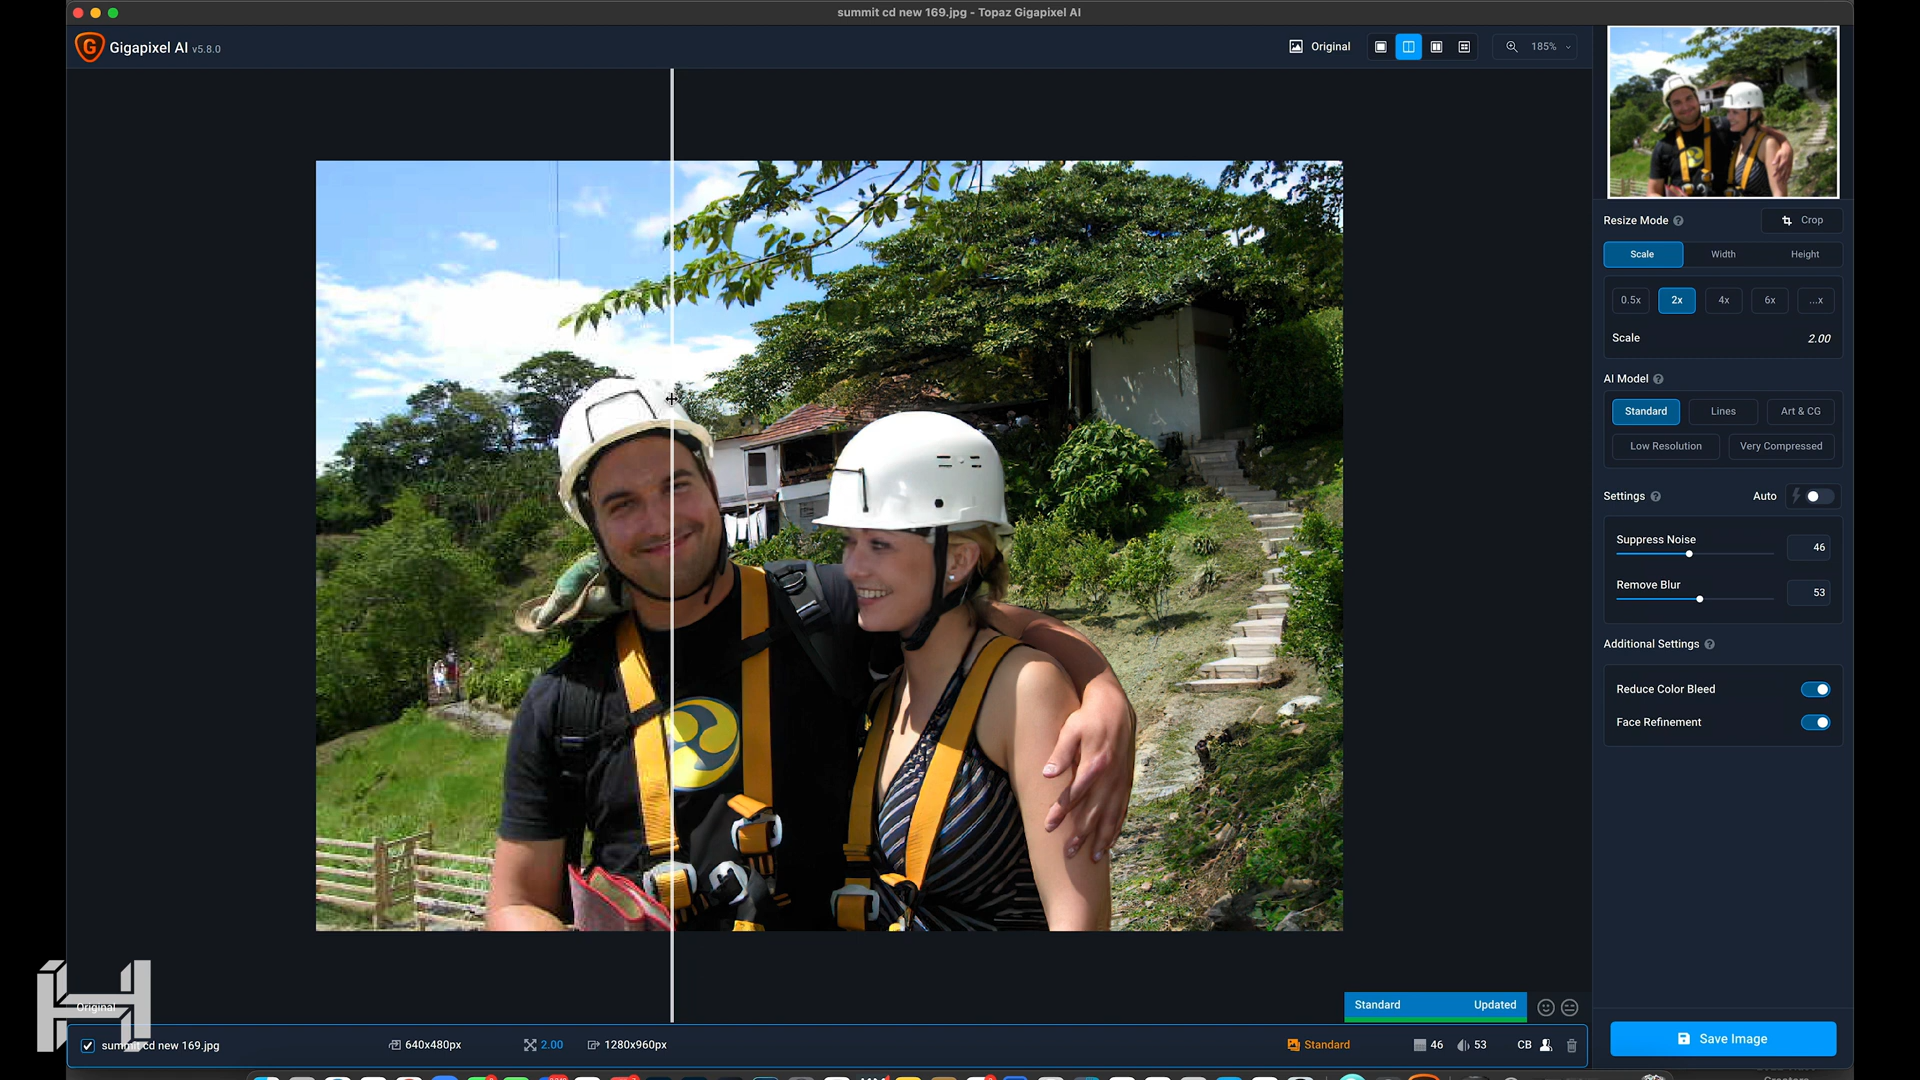 summit cd new 169.jpg - Topaz Gigapixel AI
Gigapixel AI v5.8.0
Original
185%
Resize Mode
Crop
Scale Width Height
0.5x 2x 4x 6x ...x
Scale 2.00
AI Model
Standard Lines Art & CG
Low Resolution Very Compressed
Settings Auto
Suppress Noise 46
Remove Blur 53
Additional Settings
Reduce Color Bleed
Face Refinement
Original
Standard Updated
summit cd new 169.jpg 640x480px 2.00 1280x960px Standard 46 53 CB
Save Image